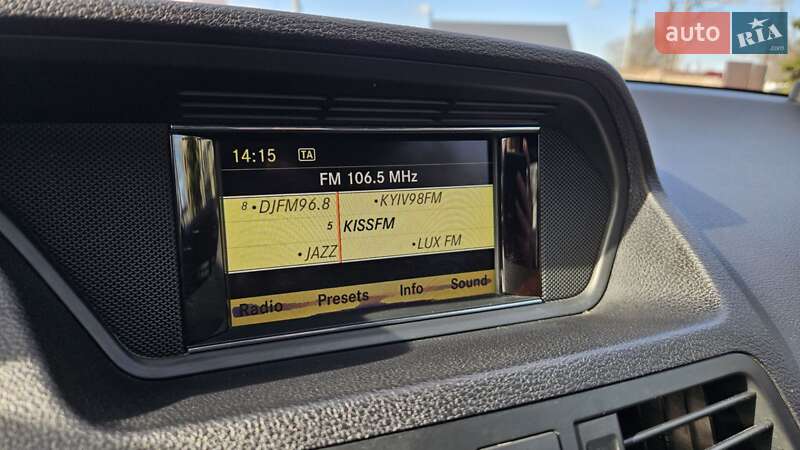 auto RIA
.com
14:15 TA
FM 106.5 MHz
8 •DJFM96.8 •KYIV98FM
5 KISSFM
•JAZZ •LUX FM
Radio Presets Info Sound